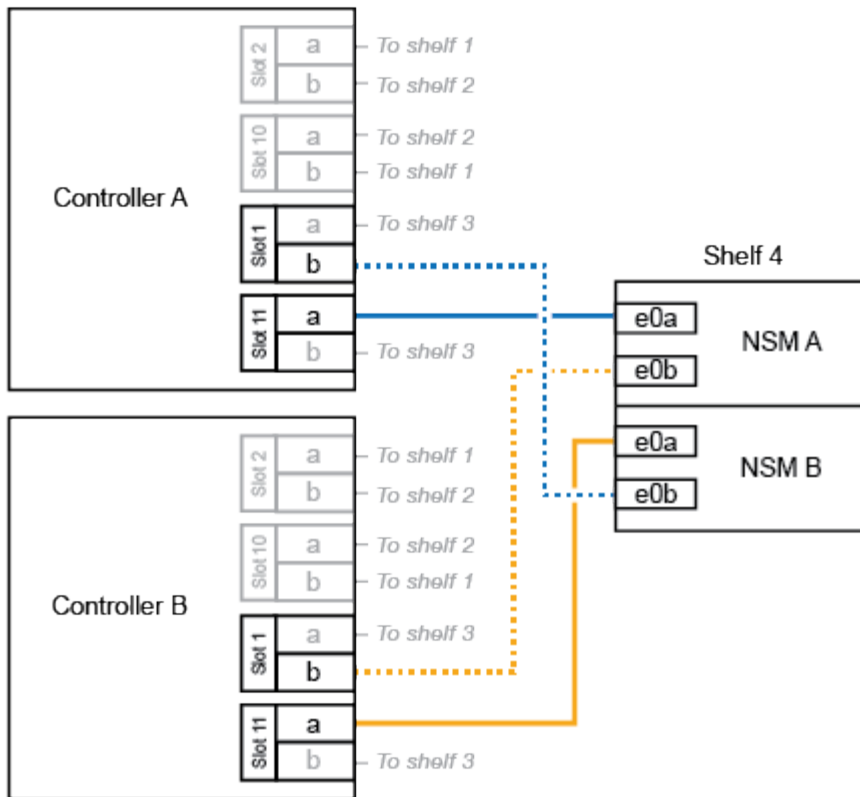 Controller A
Slot 2
a
To shelf 1
b
To shelf 2
Slot 10
a
To shelf 2
b
To shelf 1
Slot 1
a
To shelf 3
b
Slot 11
a
b
To shelf 3
Controller B
Slot 2
a
To shelf 1
b
To shelf 2
Slot 10
a
To shelf 2
b
To shelf 1
Slot 1
a
To shelf 3
b
Slot 11
a
b
To shelf 3
Shelf 4
e0a
NSM A
e0b
e0a
NSM B
e0b